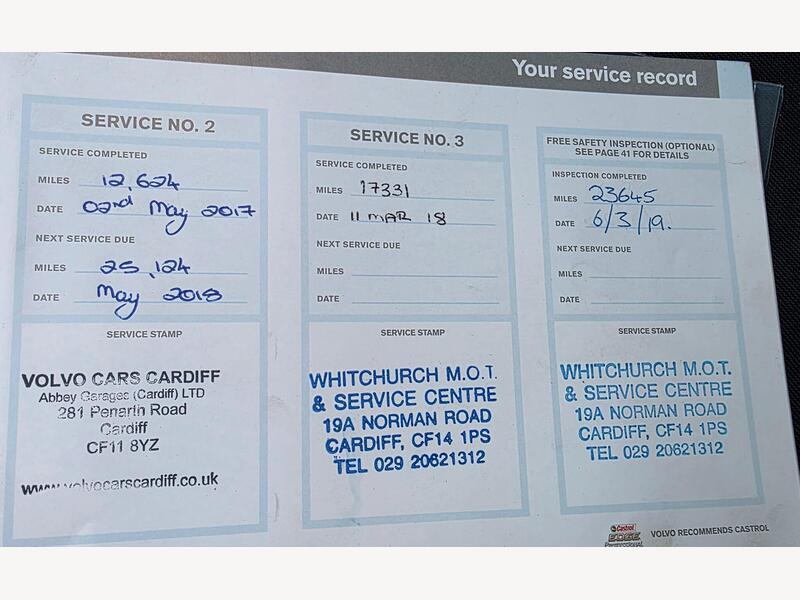 Your service record
SERVICE NO. 2
SERVICE COMPLETED
MILES 12,624
DATE 02nd May 2017
NEXT SERVICE DUE
MILES 25,124
DATE May 2018
SERVICE STAMP
VOLVO CARS CARDIFF
Abbey Garages (Cardiff) LTD
281 Penarth Road
Cardiff
CF11 8YZ
www.volvocarscardiff.co.uk
SERVICE NO. 3
SERVICE COMPLETED
MILES 17331
DATE 11 MAR 18
NEXT SERVICE DUE
MILES
DATE
SERVICE STAMP
WHITCHURCH M.O.T.
& SERVICE CENTRE
19A NORMAN ROAD
CARDIFF, CF14 1PS
TEL 029 20621312
FREE SAFETY INSPECTION (OPTIONAL)
SEE PAGE 41 FOR DETAILS
INSPECTION COMPLETED
MILES 23645
DATE 6/3/19.
NEXT SERVICE DUE
MILES
DATE
SERVICE STAMP
WHITCHURCH M.O.T.
& SERVICE CENTRE
19A NORMAN ROAD
CARDIFF, CF14 1PS
TEL 029 20621312
Castrol
EDGE
Professional
VOLVO RECOMMENDS CASTROL